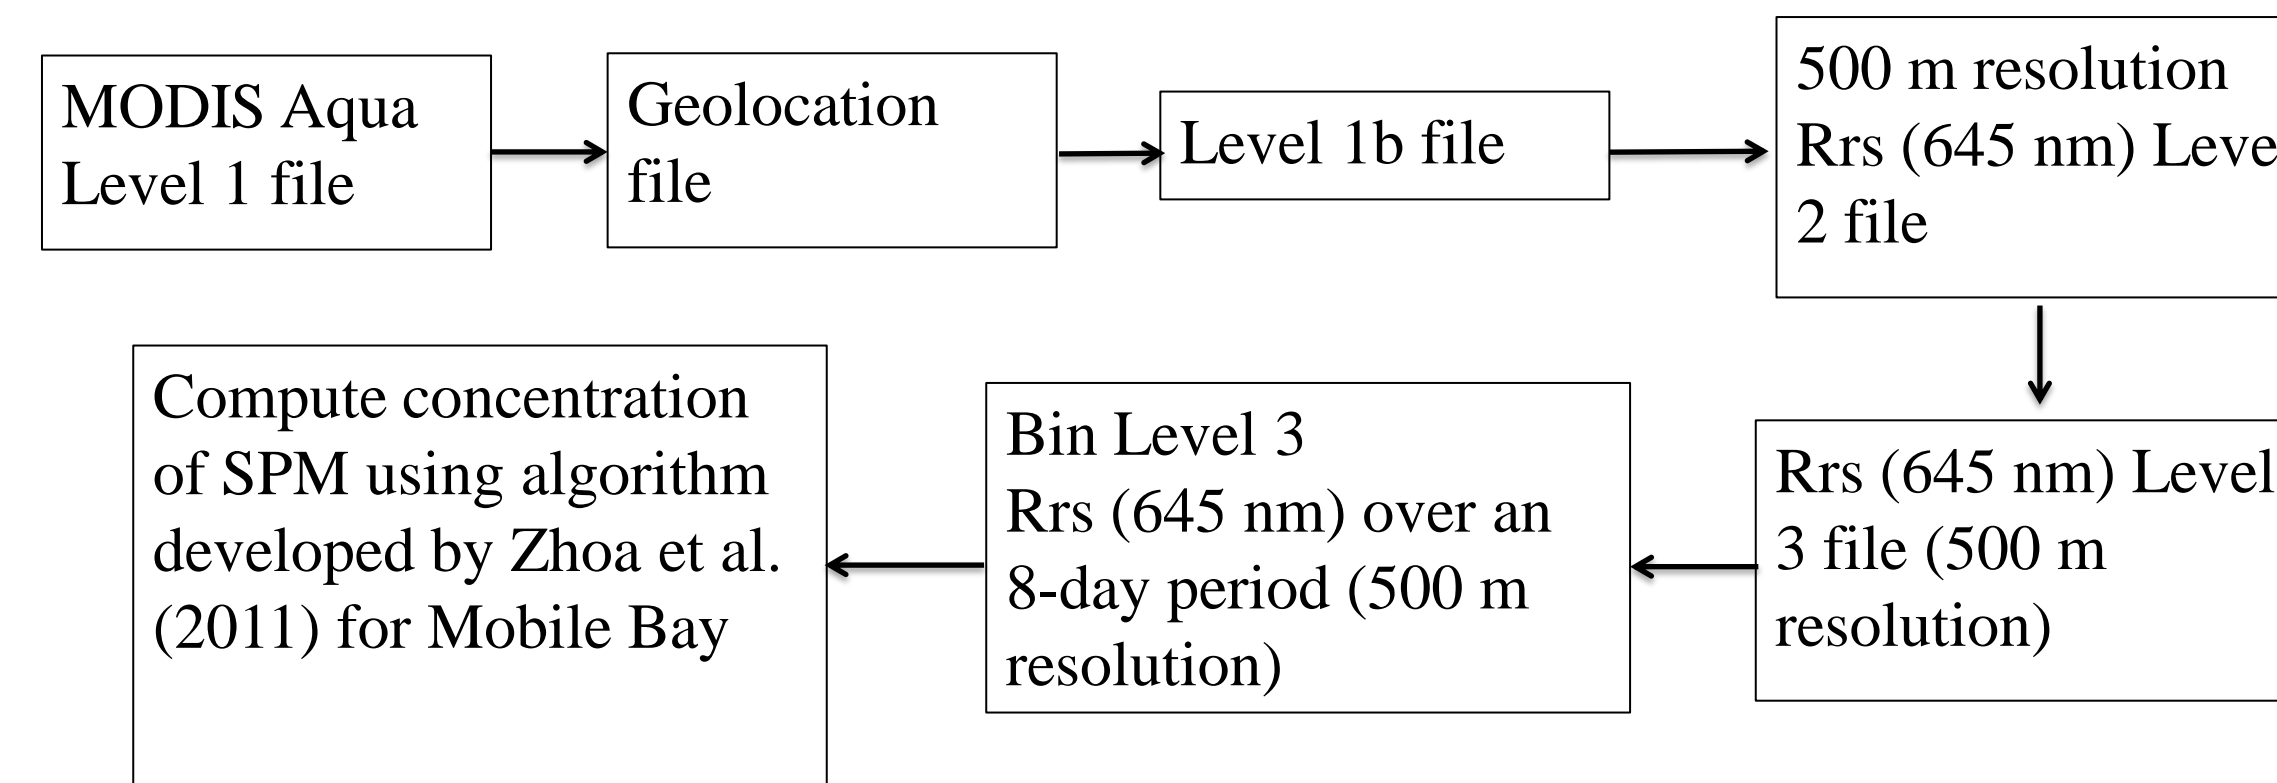 MODIS Aqua
Level 1 file
Geolocation
file
Level 1b file
500 m resolution
Rrs (645 nm) Leve
2 file
Compute concentration
of SPM using algorithm
developed by Zhoa et al.
(2011) for Mobile Bay
Bin Level 3
Rrs (645 nm) over an
8-day period (500 m
resolution)
Rrs (645 nm) Level
3 file (500 m
resolution)